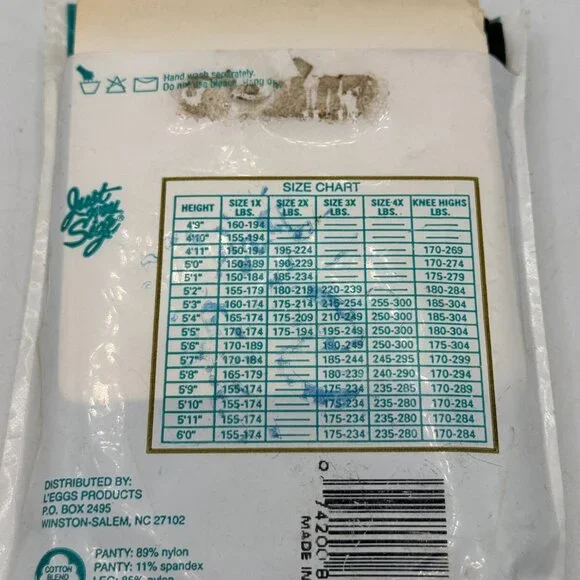 Hand wash separately.
Do not use bleach. Hang
Just My Size®
SIZE CHART
HEIGHT SIZE 1X LBS. SIZE 2X LBS. SIZE 3X LBS. SIZE 4X LBS. KNEE HIGHS LBS.
4'9" 160-194
4'10" 155-194
4'11" 150-194 195-224 170-269
5'0" 150-189 190-229 170-274
5'1" 150-184 185-234 175-279
5'2" 155-179 180-219 220-239 180-284
5'3" 160-174 175-214 215-254 255-300 185-304
5'4" 165-174 175-209 210-249 250-300 185-304
5'5" 170-174 175-194 195-249 250-300 180-304
5'6" 170-189 180-249 250-300 175-304
5'7" 170-184 185-244 245-295 170-299
5'8" 165-179 180-239 240-290 170-294
5'9" 155-174 175-234 235-285 170-289
5'10" 155-174 175-234 235-280 170-284
5'11" 155-174 175-234 235-280 170-284
6'0" 155-174 175-234 235-280 170-284
DISTRIBUTED BY:
L'EGGS PRODUCTS
P.O. BOX 2495
WINSTON-SALEM, NC 27102
COTTON
BLEND
PANTY: 89% nylon
PANTY: 11% spandex
LEG: 85% nylon
0 74200 8
MADE IN